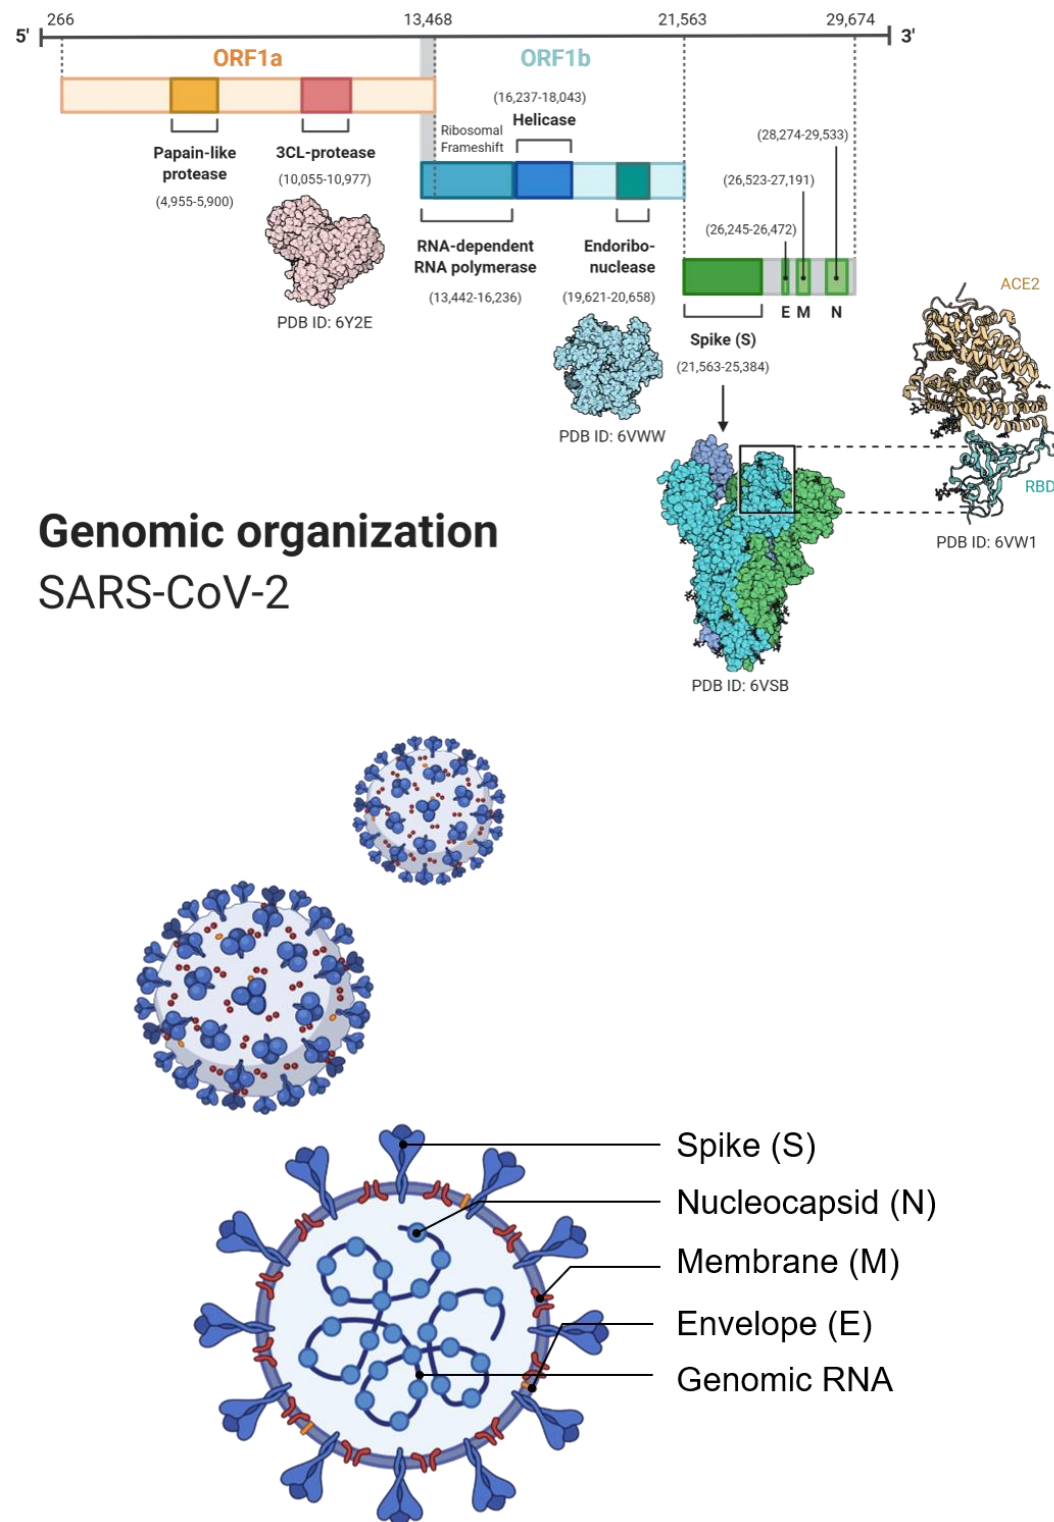 266 13,468 21,563 29,674
5' 3'
ORF1a ORF1b
(16,237-18,043)
Helicase
Ribosomal
Frameshift
(28,274-29,533)
Papain-like
protease
(4,955-5,900)
3CL-protease
(10,055-10,977)
(26,523-27,191)
(26,245-26,472)
RNA-dependent
RNA polymerase
(13,442-16,236)
Endoribo-
nuclease
(19,621-20,658)
PDB ID: 6Y2E
E M N
Spike (S)
(21,563-25,384)
ACE2
PDB ID: 6VWW
RBD
PDB ID: 6VW1
Genomic organization
SARS-CoV-2
PDB ID: 6VSB
Spike (S)
Nucleocapsid (N)
Membrane (M)
Envelope (E)
Genomic RNA